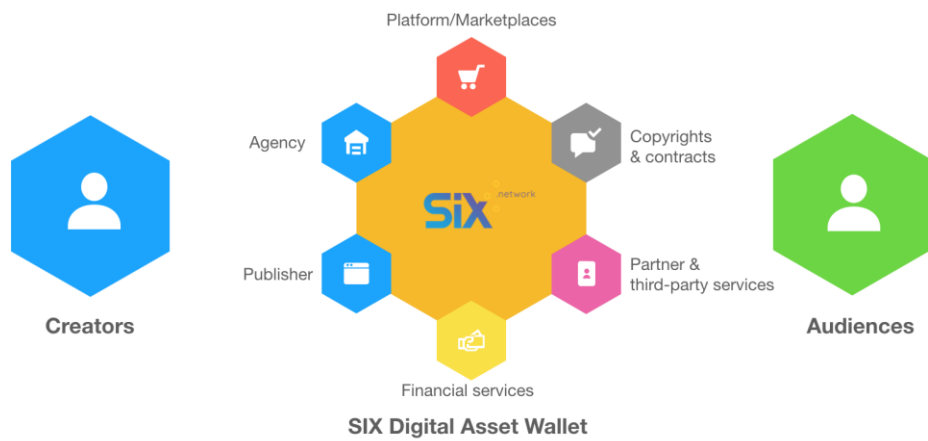 Platform/Marketplaces
Agency
Copyrights
& contracts
SiX
.network
Publisher
Partner &
third-party services
Creators
Audiences
Financial services
SIX Digital Asset Wallet